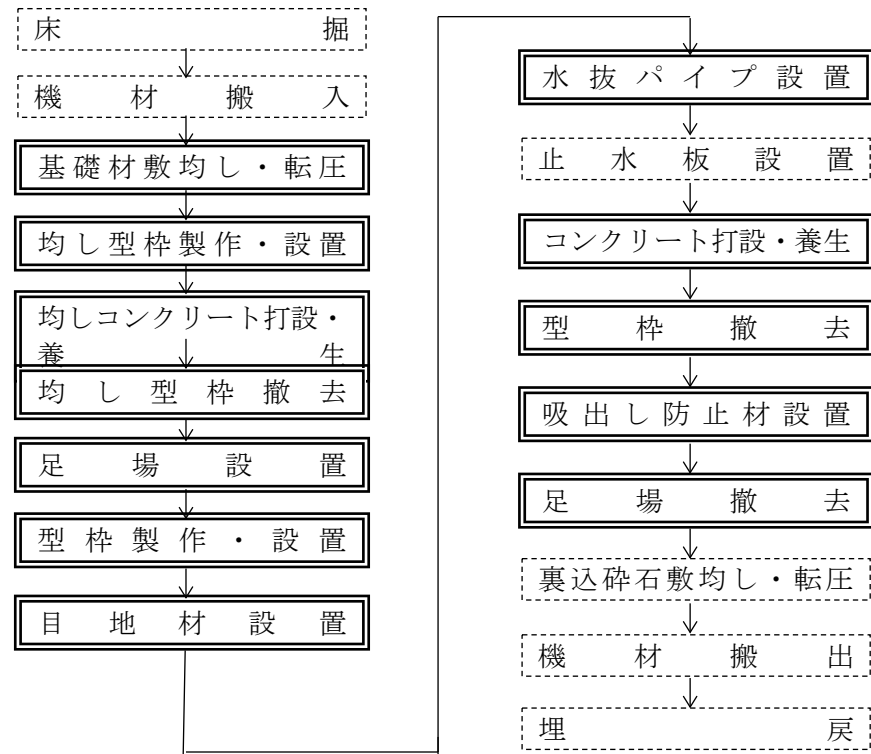 床掘
機材搬入
基礎材敷均し・転圧
均し型枠製作・設置
均しコンクリート打設・
養生
均し型枠撤去
足場設置
型枠製作・設置
目地材設置
水抜パイプ設置
止水板設置
コンクリート打設・養生
型枠撤去
吸出し防止材設置
足場撤去
裏込砕石敷均し・転圧
機材搬出
埋戻